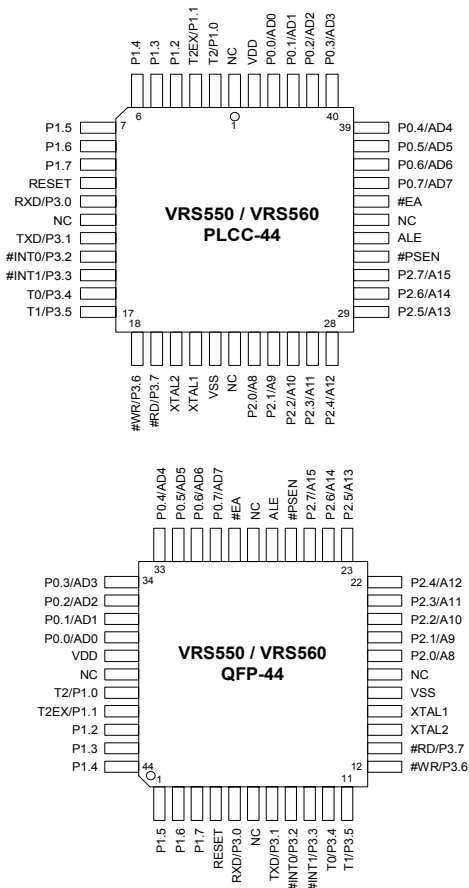 P1.4
P1.3
P1.2
T2EX/P1.1
T2/P1.0
NC
VDD
P0.0/AD0
P0.1/AD1
P0.2/AD2
P0.3/AD3
6
1
40
7
39
P1.5
P1.6
P1.7
RESET
RXD/P3.0
NC
TXD/P3.1
#INT0/P3.2
#INT1/P3.3
T0/P3.4
T1/P3.5
VRS550 / VRS560
PLCC-44
P0.4/AD4
P0.5/AD5
P0.6/AD6
P0.7/AD7
#EA
NC
ALE
#PSEN
P2.7/A15
P2.6/A14
P2.5/A13
17
29
18
28
#WR/P3.6
#RD/P3.7
XTAL2
XTAL1
VSS
NC
P2.0/A8
P2.1/A9
P2.2/A10
P2.3/A11
P2.4/A12
P0.4/AD4
P0.5/AD5
P0.6/AD6
P0.7/AD7
#EA
NC
ALE
#PSEN
P2.7/A15
P2.6/A14
P2.5/A13
33
23
34
22
P0.3/AD3
P0.2/AD2
P0.1/AD1
P0.0/AD0
VDD
NC
T2/P1.0
T2EX/P1.1
P1.2
P1.3
P1.4
VRS550 / VRS560
QFP-44
P2.4/A12
P2.3/A11
P2.2/A10
P2.1/A9
P2.0/A8
NC
VSS
XTAL1
XTAL2
#RD/P3.7
#WR/P3.6
44
12
1
11
P1.5
P1.6
P1.7
RESET
RXD/P3.0
NC
TXD/P3.1
#INT0/P3.2
#INT1/P3.3
T0/P3.4
T1/P3.5